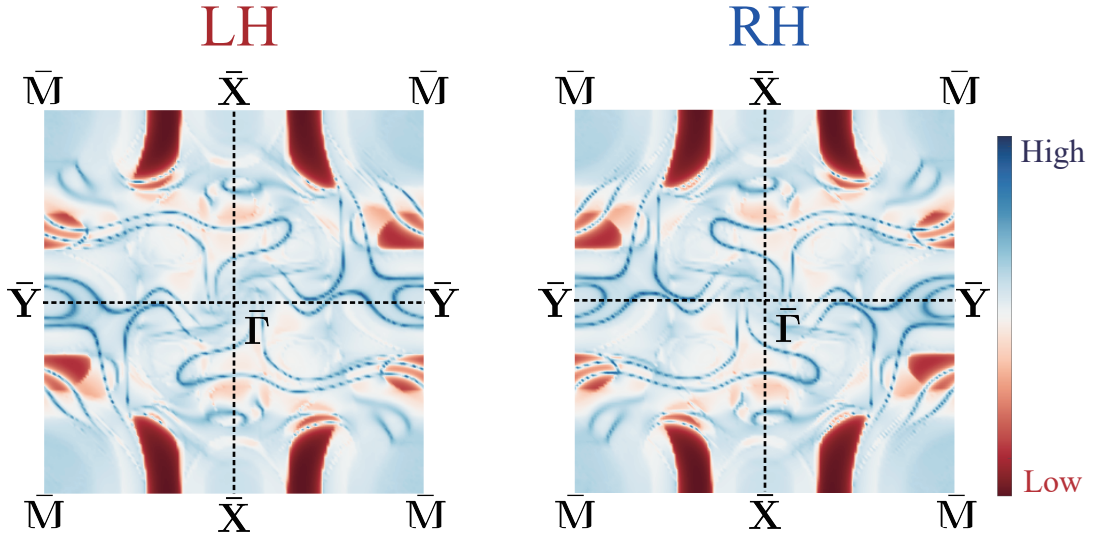 LH RH
M̄ X̄ M̄ M̄ X̄ M̄
High
Ȳ Ȳ Ȳ Ȳ
Γ̄ Γ̄
Low
M̄ X̄ M̄ M̄ X̄ M̄